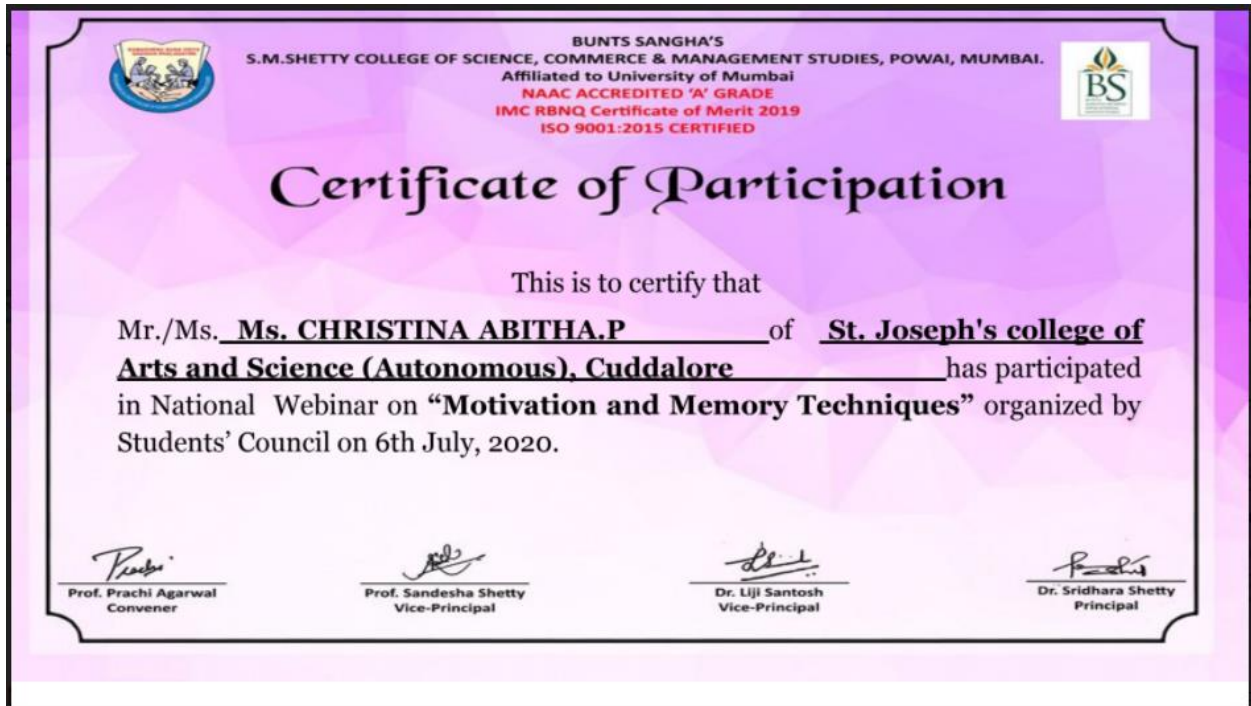 BUNTS SANGHA'S
S.M.SHETTY COLLEGE OF SCIENCE, COMMERCE & MANAGEMENT STUDIES, POWAI, MUMBAI.
Affiliated to University of Mumbai
NAAC ACCREDITED 'A' GRADE
IMC RBNQ Certificate of Merit 2019
ISO 9001:2015 CERTIFIED
BS
Certificate of Participation
This is to certify that
Mr./Ms. Ms. CHRISTINA ABITHA.P of St. Joseph's college of
Arts and Science (Autonomous), Cuddalore has participated
in National Webinar on “Motivation and Memory Techniques” organized by
Students’ Council on 6th July, 2020.
Prof. Prachi Agarwal
Convener
Prof. Sandesha Shetty
Vice-Principal
Dr. Liji Santosh
Vice-Principal
Dr. Sridhara Shetty
Principal